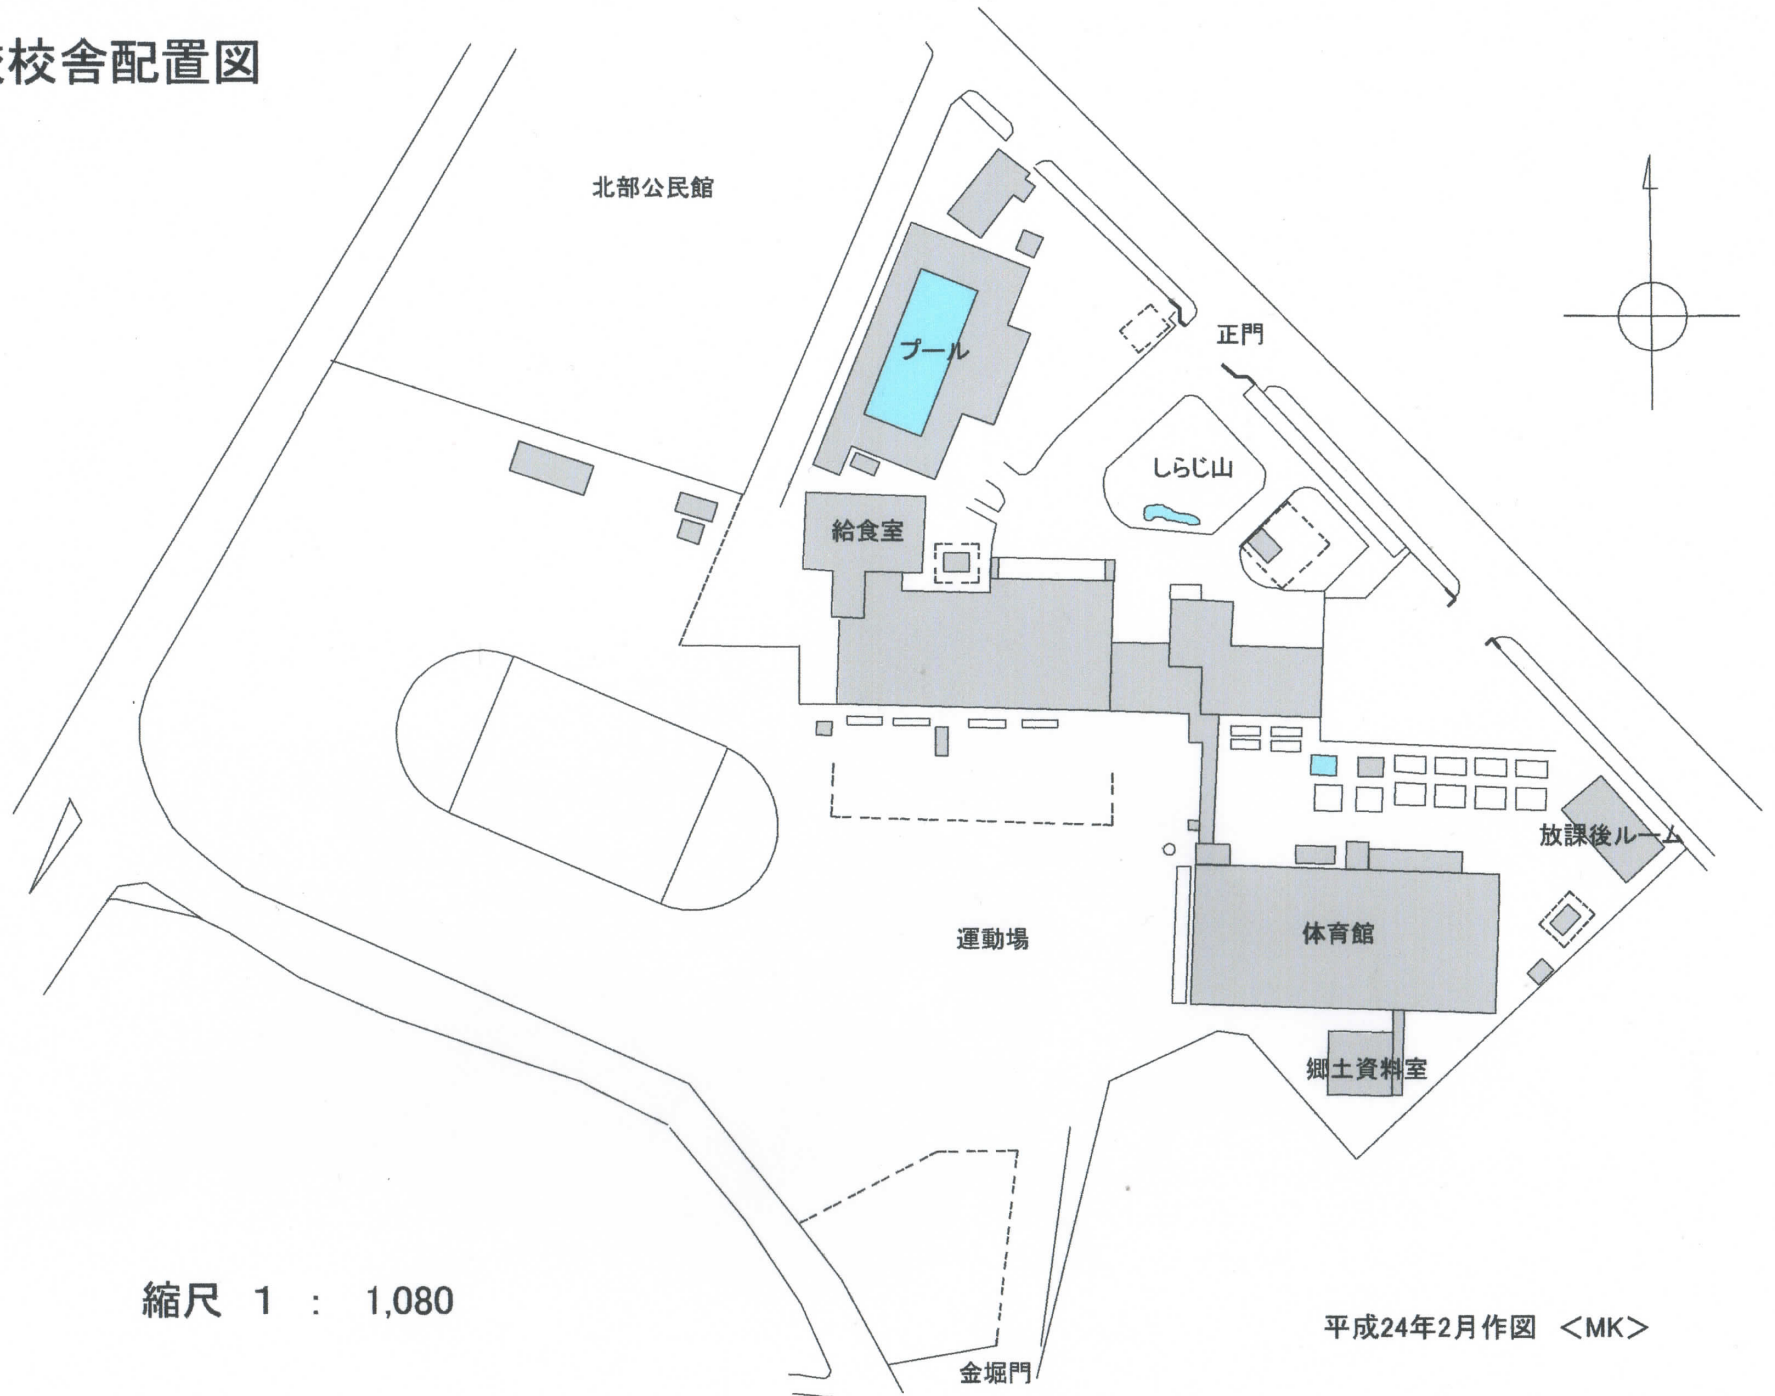 校校舎配置図
北部公民館
正門
プール
しらじ山
給食室
放課後ルーム
体育館
運動場
郷土資料室
縮尺 1 : 1,080
平成24年2月作図 <MK>
金堀門